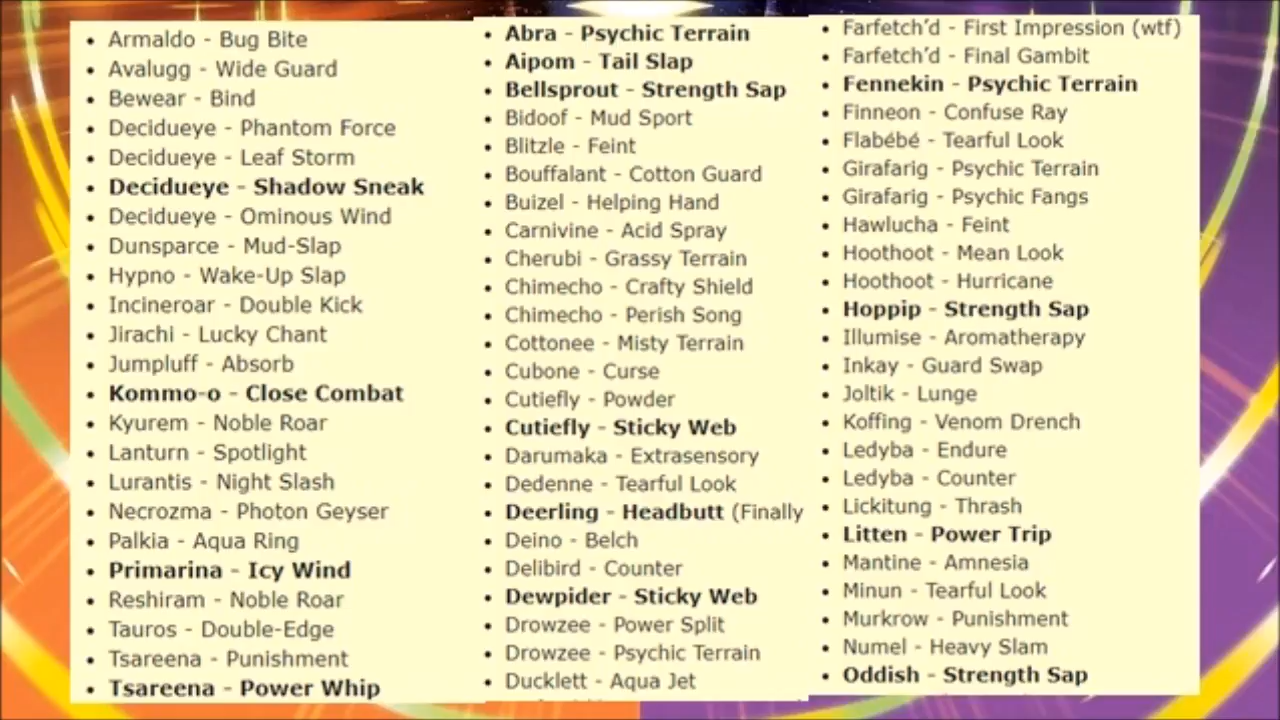 Armaldo - Bug Bite
Avalugg - Wide Guard
Bewear - Bind
Decidueye - Phantom Force
Decidueye - Leaf Storm
Decidueye - Shadow Sneak
Decidueye - Ominous Wind
Dunsparce - Mud-Slap
Hypno - Wake-Up Slap
Incineroar - Double Kick
Jirachi - Lucky Chant
Jumpluff - Absorb
Kommo-o - Close Combat
Kyurem - Noble Roar
Lanturn - Spotlight
Lurantis - Night Slash
Necrozma - Photon Geyser
Palkia - Aqua Ring
Primarina - Icy Wind
Reshiram - Noble Roar
Tauros - Double-Edge
Tsareena - Punishment
Tsareena - Power Whip
Abra - Psychic Terrain
Aipom - Tail Slap
Bellsprout - Strength Sap
Bidoof - Mud Sport
Blitzle - Feint
Bouffalant - Cotton Guard
Buizel - Helping Hand
Carnivine - Acid Spray
Cherubi - Grassy Terrain
Chimecho - Crafty Shield
Chimecho - Perish Song
Cottonee - Misty Terrain
Cubone - Curse
Cutiefly - Powder
Cutiefly - Sticky Web
Darumaka - Extrasensory
Dedenne - Tearful Look
Deerling - Headbutt (Finally
Deino - Belch
Delibird - Counter
Dewpider - Sticky Web
Drowzee - Power Split
Drowzee - Psychic Terrain
Ducklett - Aqua Jet
Farfetch’d - First Impression (wtf)
Farfetch’d - Final Gambit
Fennekin - Psychic Terrain
Finneon - Confuse Ray
Flabébé - Tearful Look
Girafarig - Psychic Terrain
Girafarig - Psychic Fangs
Hawlucha - Feint
Hoothoot - Mean Look
Hoothoot - Hurricane
Hoppip - Strength Sap
Illumise - Aromatherapy
Inkay - Guard Swap
Joltik - Lunge
Koffing - Venom Drench
Ledyba - Endure
Ledyba - Counter
Lickitung - Thrash
Litten - Power Trip
Mantine - Amnesia
Minun - Tearful Look
Murkrow - Punishment
Numel - Heavy Slam
Oddish - Strength Sap